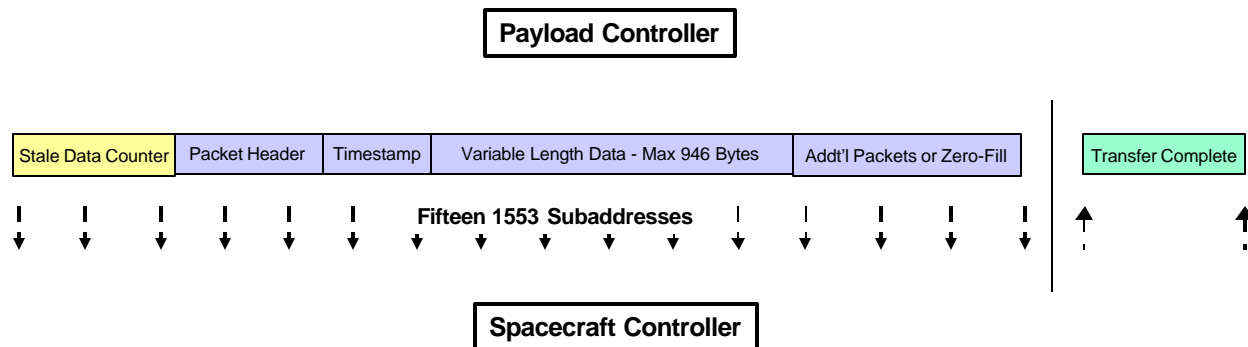 Payload Controller
Stale Data Counter Packet Header Timestamp Variable Length Data - Max 946 Bytes Addt'l Packets or Zero-Fill Transfer Complete
Fifteen 1553 Subaddresses
Spacecraft Controller